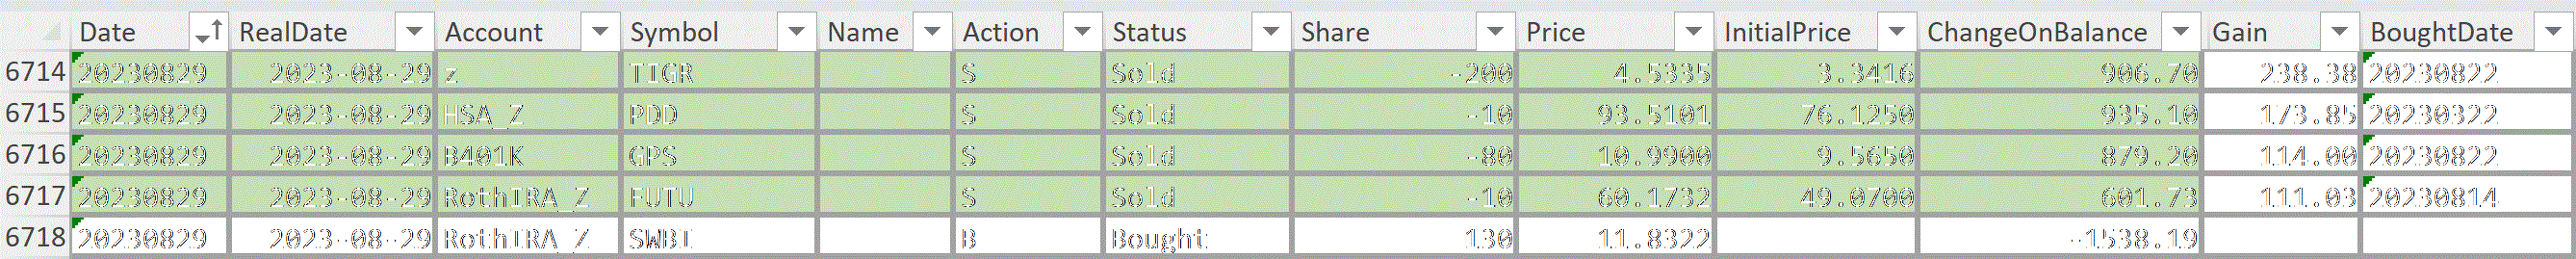 Date RealDate Account Symbol Name Action Status Share Price InitialPrice ChangeOnBalance Gain BoughtDate
6714 20230829 2023-08-29 z TIGR S Sold -200 4.5335 3.3416 906.70 238.38 20230822
6715 20230829 2023-08-29 HSA_Z PDD S Sold -10 93.5101 76.1250 935.10 173.85 20230322
6716 20230829 2023-08-29 B401K GPS S Sold -80 10.9900 9.5650 879.20 114.00 20230822
6717 20230829 2023-08-29 RothIRA_Z FUTU S Sold -10 60.1732 49.0700 601.73 111.03 20230814
6718 20230829 2023-08-29 RothIRA_Z SWBI B Bought 130 11.8322 -1538.19